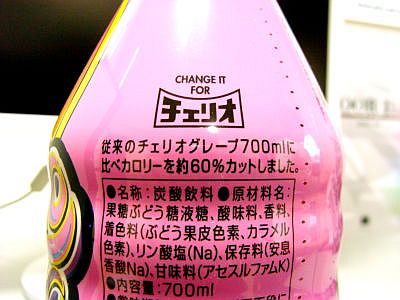 CHANGE IT
FOR
チェリオ
従来のチェリオグレープ700mlに
比べカロリーを約60%カットしました。
●名称:炭酸飲料●原材料名:
果糖ぶどう糖液糖、酸味料、香料、
着色料(ぶどう果皮色素、カラメル
色素)、リン酸塩(Na)、保存料(安息
香酸Na)、甘味料(アセスルファムK)
●内容量:700ml